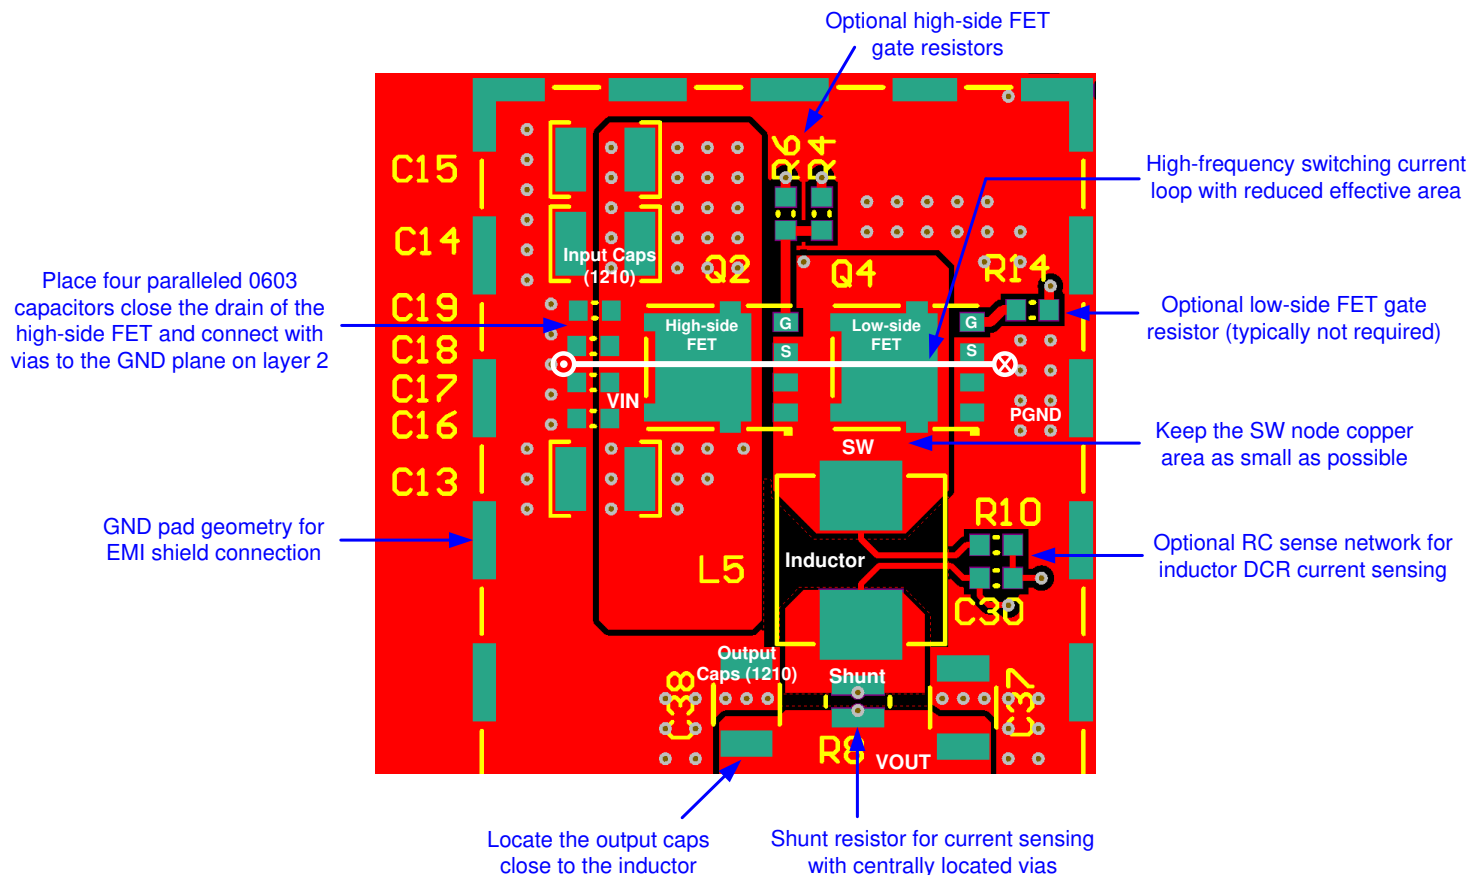 Optional high-side FET
gate resistors
R6
R4
C15
High-frequency switching current
loop with reduced effective area
C14
Input Caps
(1210)
Q2
Q4
R14
Place four paralleled 0603
capacitors close the drain of the
high-side FET and connect with
vias to the GND plane on layer 2
C19
High-side
FET
G
Low-side
FET
G
Optional low-side FET gate
resistor (typically not required)
C18
S
S
C17
VIN
C16
PGND
SW
Keep the SW node copper
area as small as possible
C13
R10
GND pad geometry for
EMI shield connection
Inductor
L5
Optional RC sense network for
inductor DCR current sensing
C30
Output
Caps (1210)
Shunt
C38
C37
R8
VOUT
Locate the output caps
close to the inductor
Shunt resistor for current sensing
with centrally located vias